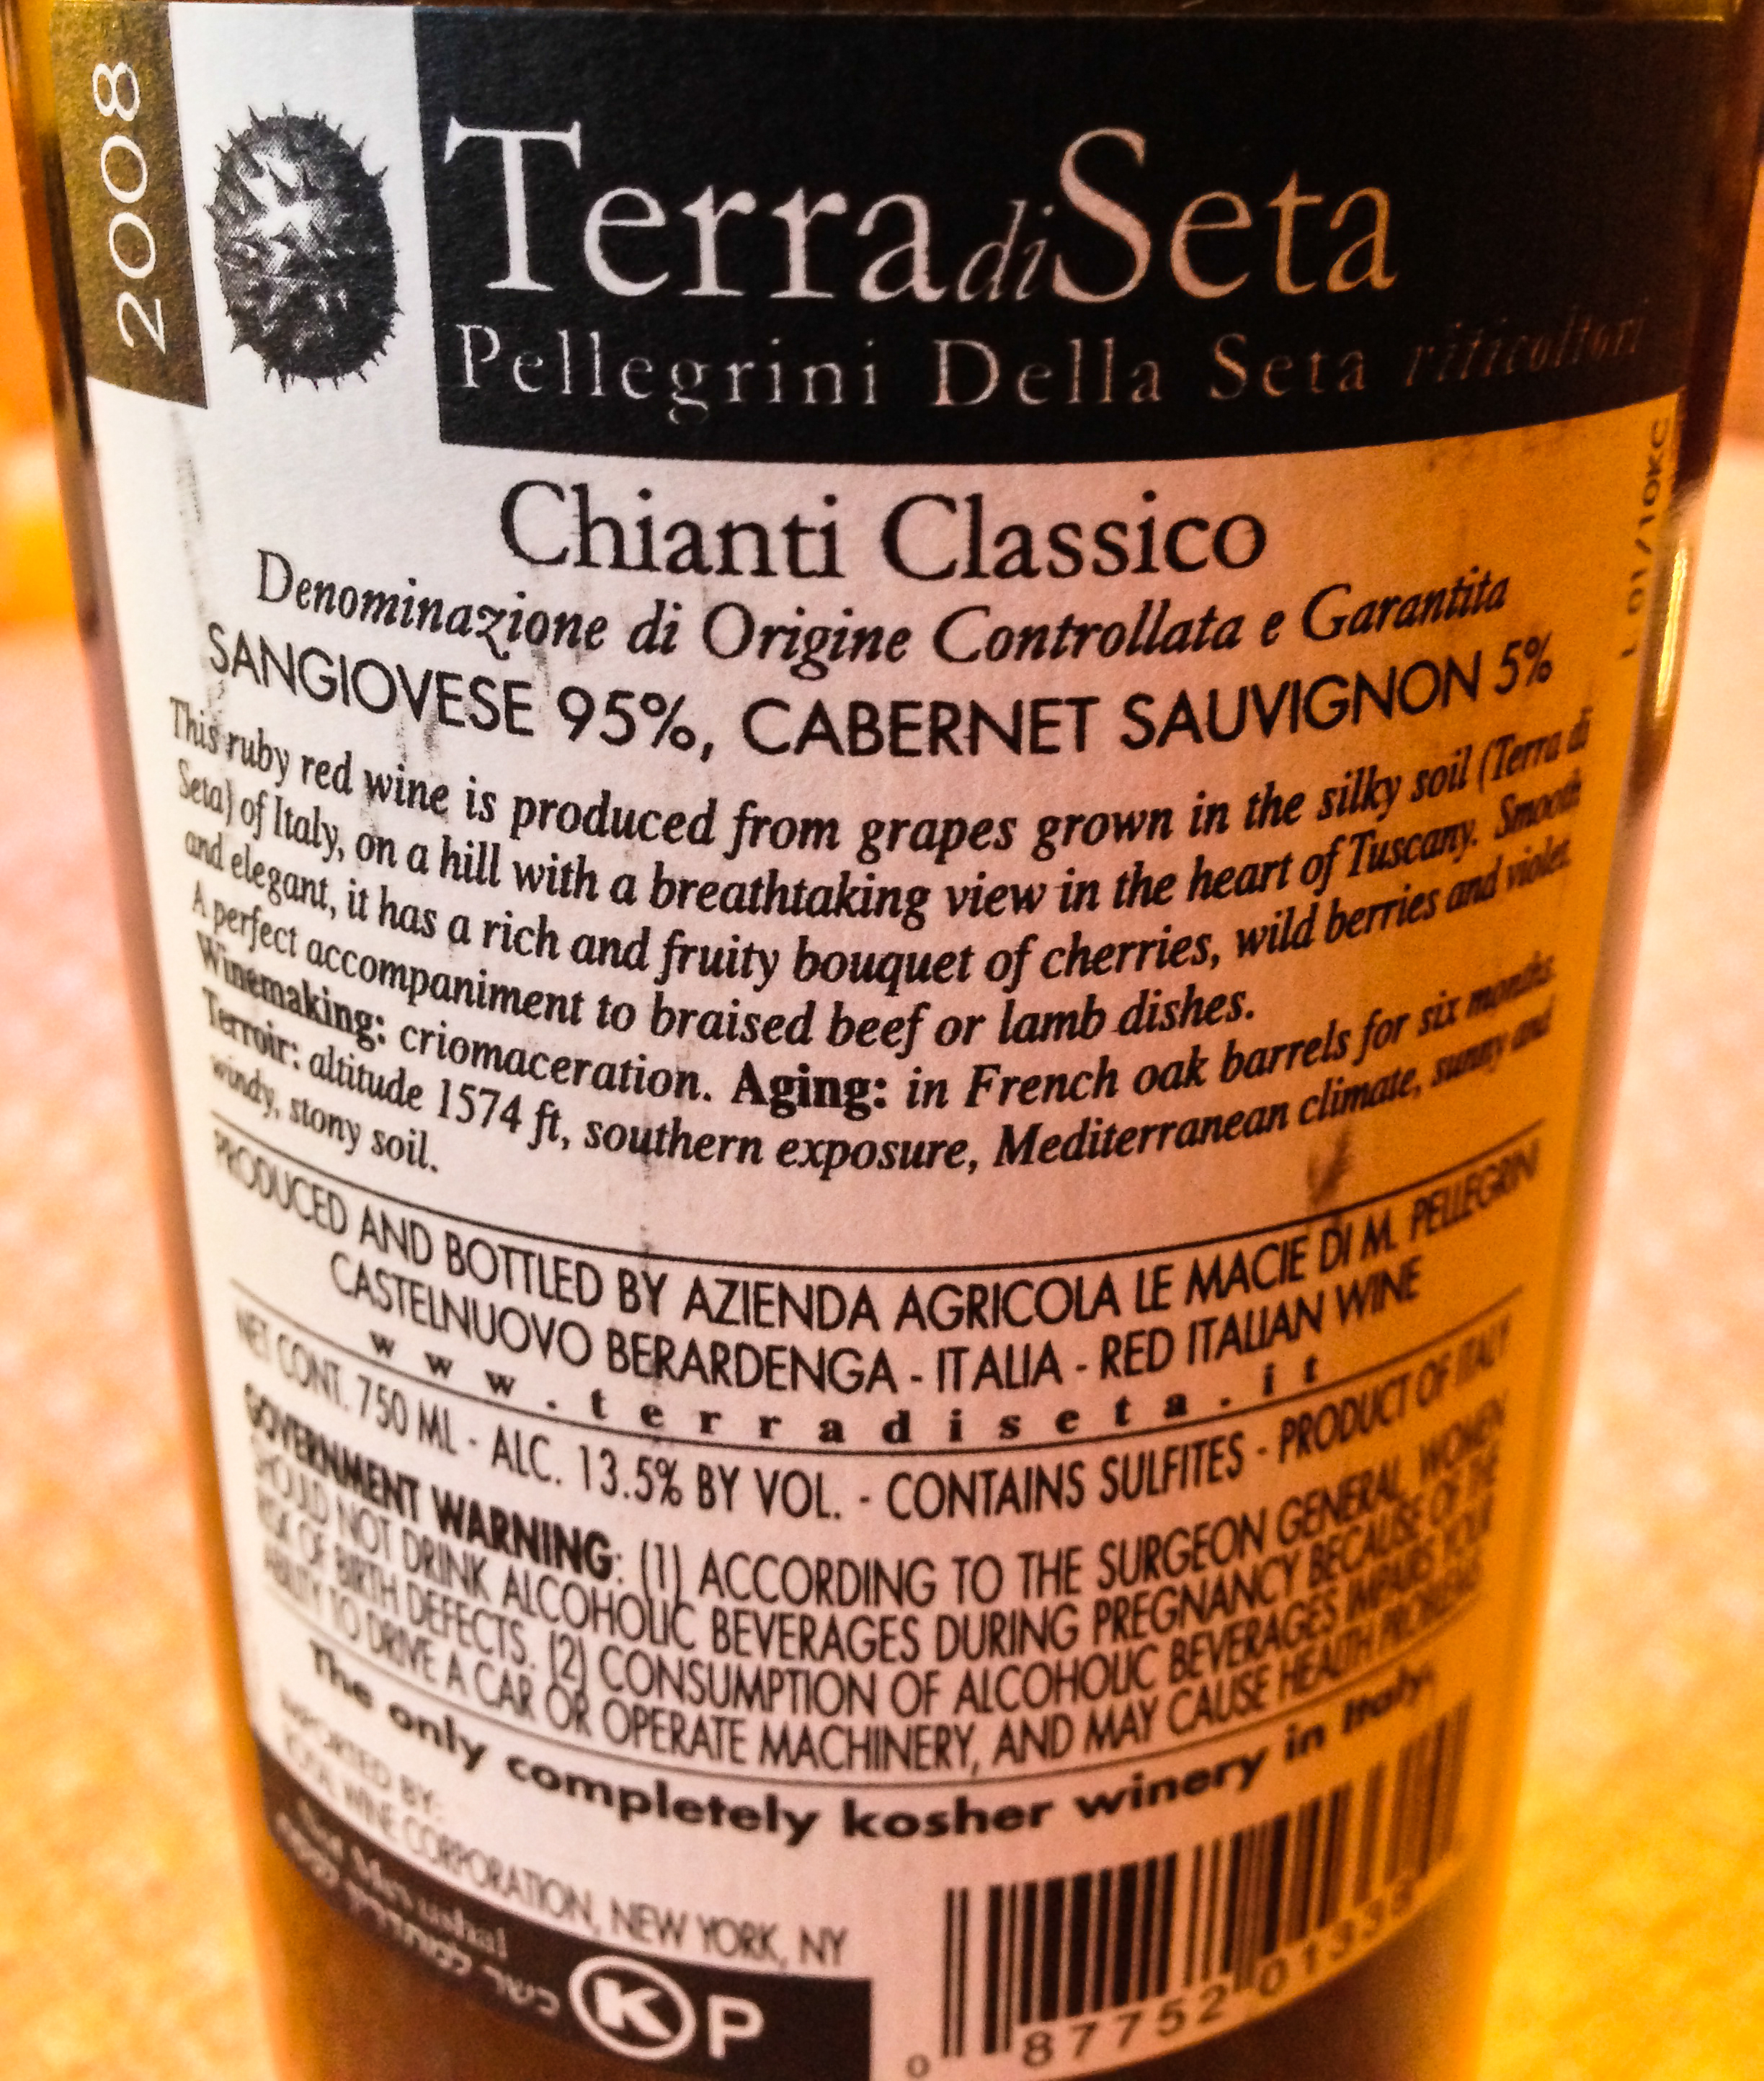 2008
Terra di Seta
Pellegrini Della Seta viticoltori
Chianti Classico
Denominazione di Origine Controllata e Garantita
SANGIOVESE 95%, CABERNET SAUVIGNON 5%
This ruby red wine is produced from grapes grown in the silky soil (Terra di
Seta) of Italy, on a hill with a breathtaking view in the heart of Tuscany. Smooth
and elegant, it has a rich and fruity bouquet of cherries, wild berries and violet.
A perfect accompaniment to braised beef or lamb dishes.
Winemaking: criomaceration. Aging: in French oak barrels for six months.
Terroir: altitude 1574 ft, southern exposure, Mediterranean climate, sunny and
windy, stony soil.
L 01/10KC
PRODUCED AND BOTTLED BY AZIENDA AGRICOLA LE MACIE DI M. PELLEGRINI
CASTELNUOVO BERARDENGA - ITALIA - RED ITALIAN WINE
www.terradiseta.it
NET CONT. 750 ML - ALC. 13.5% BY VOL. - CONTAINS SULFITES - PRODUCT OF ITALY
GOVERNMENT WARNING: (1) ACCORDING TO THE SURGEON GENERAL, WOMEN
SHOULD NOT DRINK ALCOHOLIC BEVERAGES DURING PREGNANCY BECAUSE OF THE
RISK OF BIRTH DEFECTS. (2) CONSUMPTION OF ALCOHOLIC BEVERAGES IMPAIRS YOUR
ABILITY TO DRIVE A CAR OR OPERATE MACHINERY, AND MAY CAUSE HEALTH PROBLEMS
The only completely kosher winery in Italy.
IMPORTED BY:
ROYAL WINE CORPORATION, NEW YORK, NY
Not Mevushal
כשר למהדרין
K P
0 87752 01333